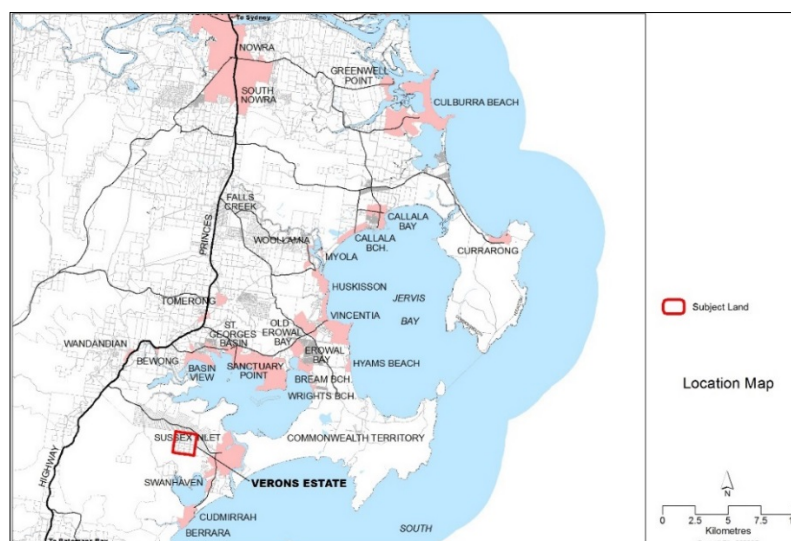 To Sydney
NOWRA
GREENWELL
POINT
SOUTH
NOWRA
CULBURRA BEACH
FALLS
CREEK
CALLALA
BAY
WOOLLAMIA
CALLALA
BCH.
CURRARONG
MYOLA
PRINCES
HUSKISSON
JERVIS
BAY
TOMERONG
VINCENTIA
ST.
GEORGES
BASIN
OLD
EROWAL
BAY
WANDANDIAN
BEWONG
EROWAL
BAY
BASIN
VIEW
SANCTUARY
POINT
HYAMS BEACH
BREAM BCH.
WRIGHTS BCH.
SUSSEX INLET
COMMONWEALTH TERRITORY
HIGHWAY
SWANHAVEN
VERONS ESTATE
CUDMIRRAH
BERRARA
SOUTH
Subject Land
Location Map
N
0 2.5 5 7.5
Kilometres